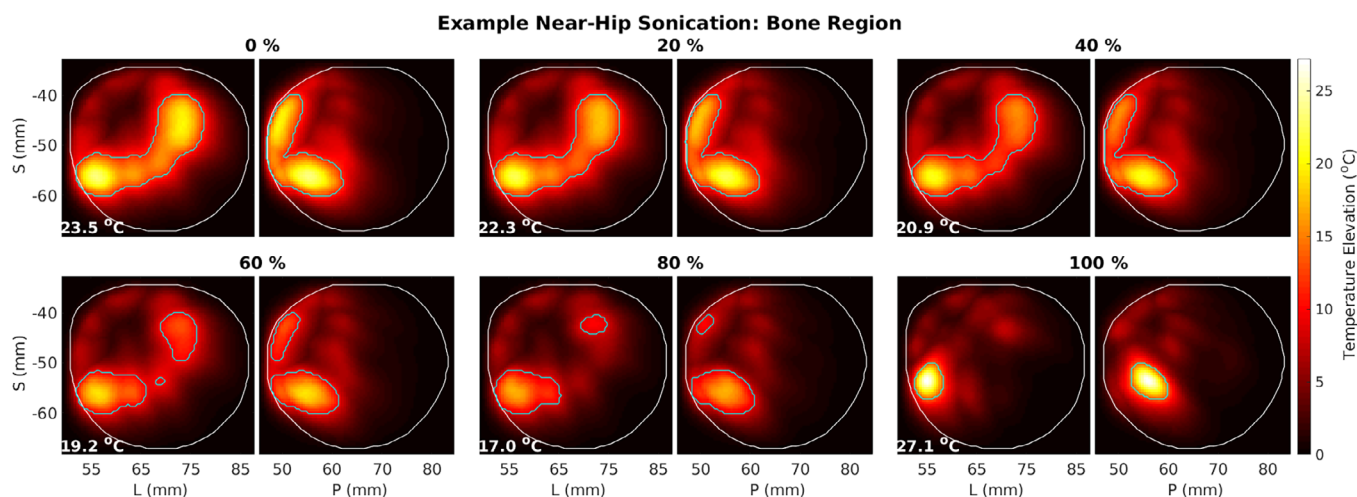 Example Near-Hip Sonication: Bone Region
0 %
20 %
40 %
S (mm)
-40
-50
-60
23.5 °C
22.3 °C
20.9 °C
60 %
80 %
100 %
S (mm)
-40
-50
-60
19.2 °C
17.0 °C
27.1 °C
55 65 75 85
50 60 70 80
55 65 75 85
50 60 70 80
55 65 75 85
50 60 70 80
L (mm)
P (mm)
L (mm)
P (mm)
L (mm)
P (mm)
25
20
15
10
5
0
Temperature Elevation (°C)